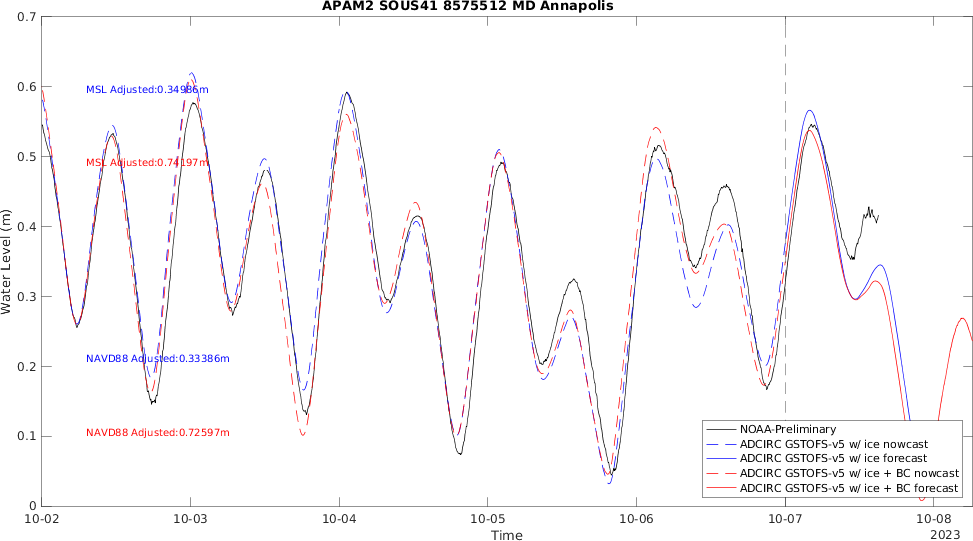 APAM2 SOUS41 8575512 MD Annapolis
0.7
0.6
0.5
0.4
0.3
0.2
0.1
0
Water Level (m)
MSL Adjusted:0.34986m
MSL Adjusted:0.74197m
NAVD88 Adjusted:0.33386m
NAVD88 Adjusted:0.72597m
NOAA-Preliminary
ADCIRC GSTOFS-v5 w/ ice nowcast
ADCIRC GSTOFS-v5 w/ ice forecast
ADCIRC GSTOFS-v5 w/ ice + BC nowcast
ADCIRC GSTOFS-v5 w/ ice + BC forecast
10-02 10-03 10-04 10-05 10-06 10-07 10-08
Time
2023